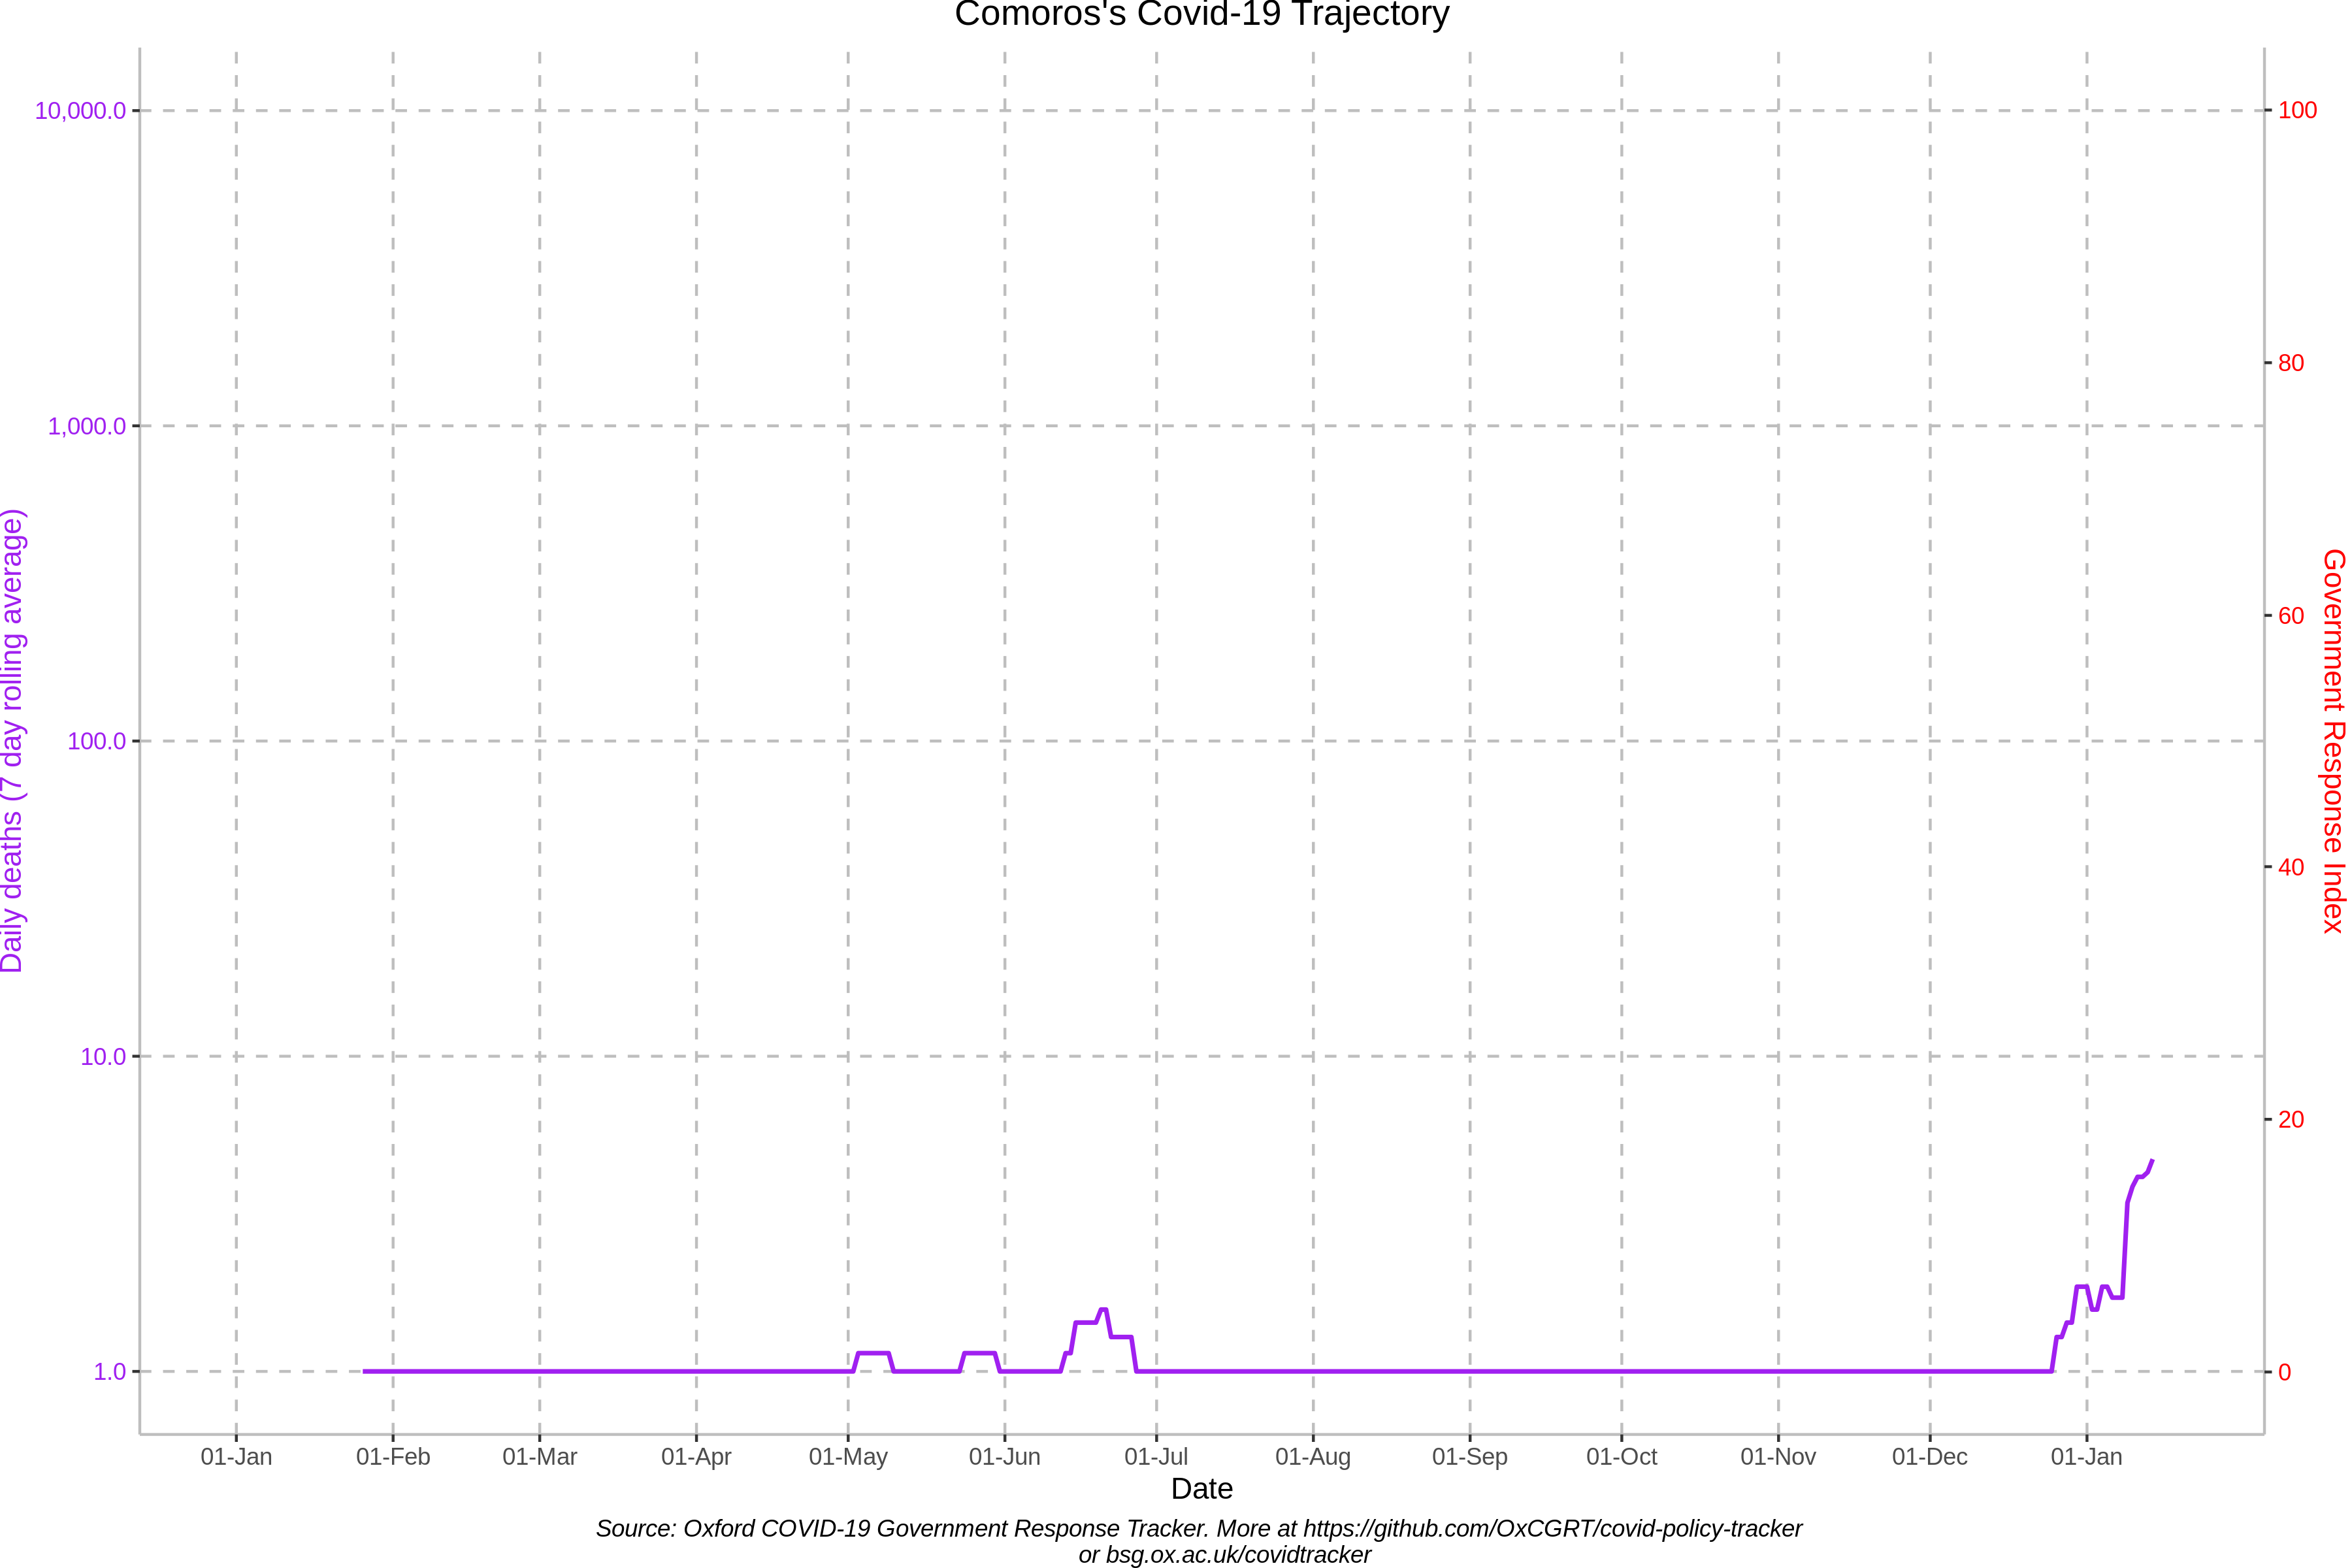 Comoros's Covid-19 Trajectory
10,000.0
1,000.0
100.0
10.0
1.0
Daily deaths (7 day rolling average)
100
80
60
40
20
0
Government Response Index
01-Jan 01-Feb 01-Mar 01-Apr 01-May 01-Jun 01-Jul 01-Aug 01-Sep 01-Oct 01-Nov 01-Dec 01-Jan
Date
Source: Oxford COVID-19 Government Response Tracker. More at https://github.com/OxCGRT/covid-policy-tracker
or bsg.ox.ac.uk/covidtracker